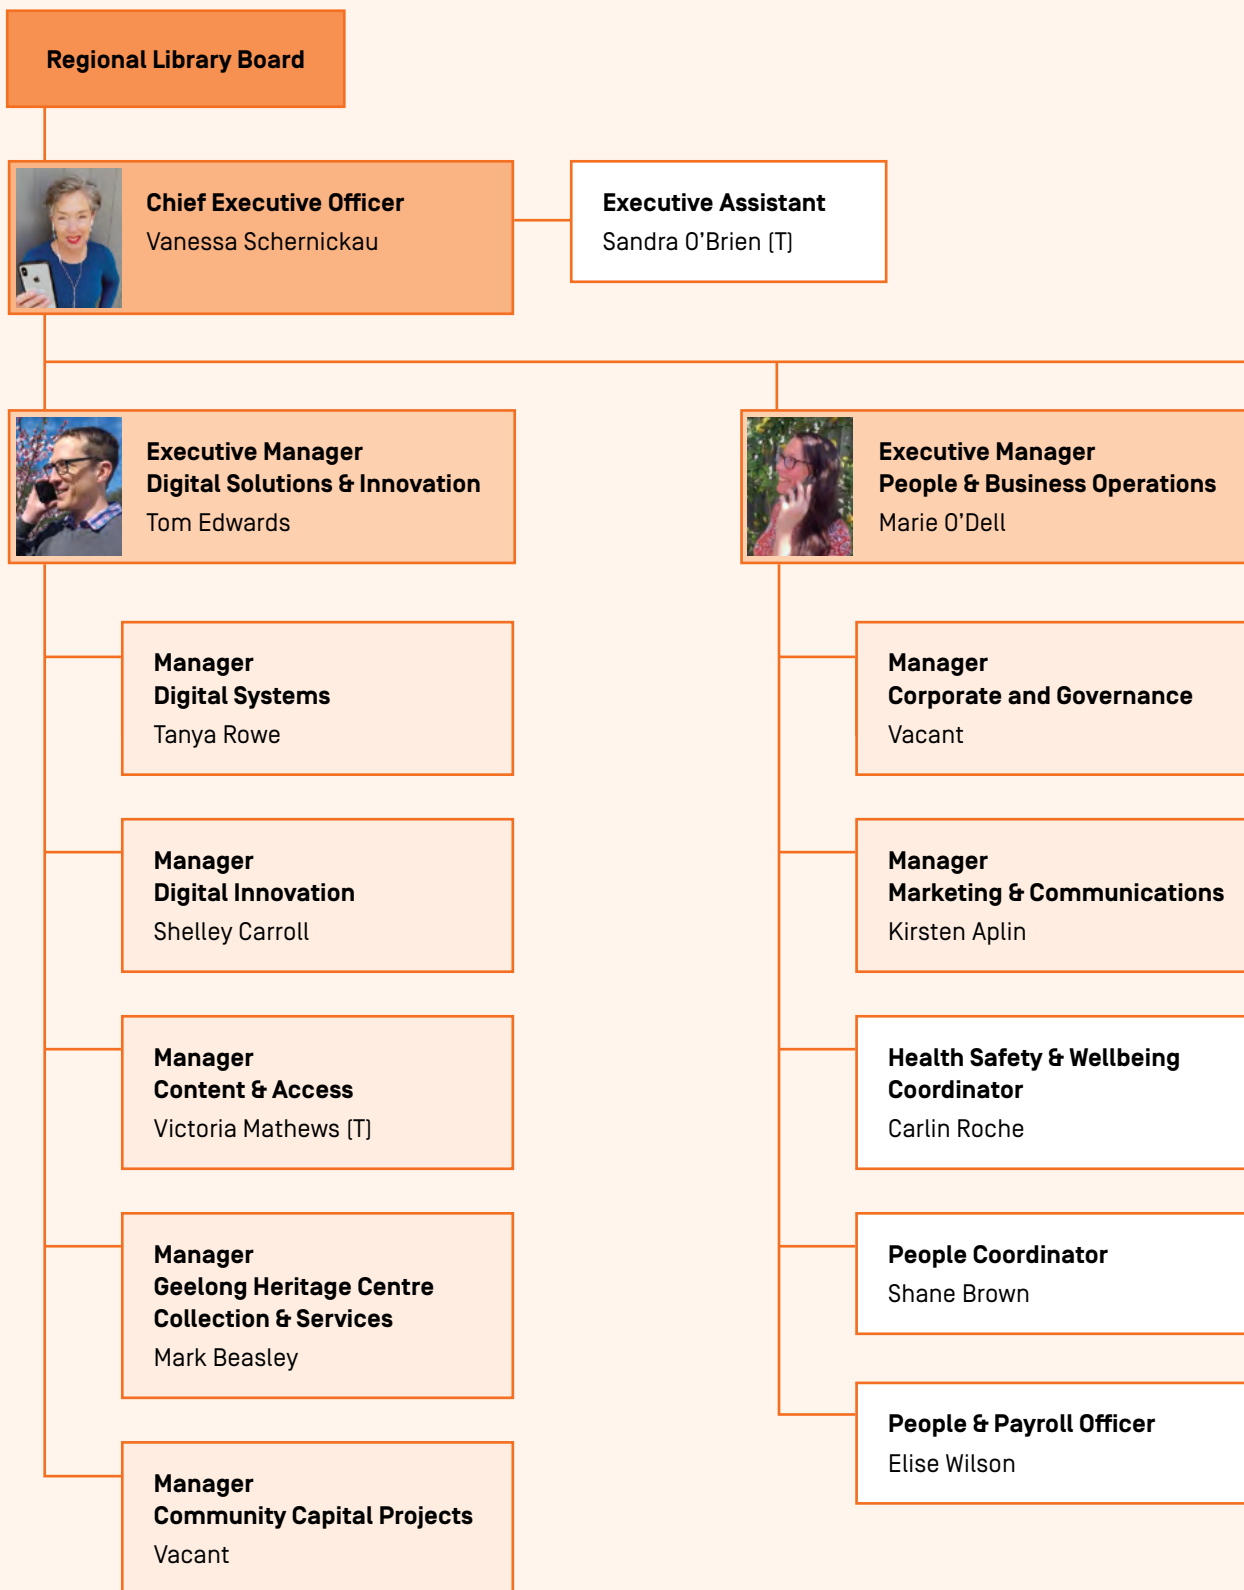 Regional Library Board
Chief Executive Officer
Vanessa Schernickau
Executive Assistant
Sandra O'Brien (T)
Executive Manager
Digital Solutions & Innovation
Tom Edwards
Manager
Digital Systems
Tanya Rowe
Manager
Digital Innovation
Shelley Carroll
Manager
Content & Access
Victoria Mathews (T)
Manager
Geelong Heritage Centre
Collection & Services
Mark Beasley
Manager
Community Capital Projects
Vacant
Executive Manager
People & Business Operations
Marie O'Dell
Manager
Corporate and Governance
Vacant
Manager
Marketing & Communications
Kirsten Aplin
Health Safety & Wellbeing
Coordinator
Carlin Roche
People Coordinator
Shane Brown
People & Payroll Officer
Elise Wilson